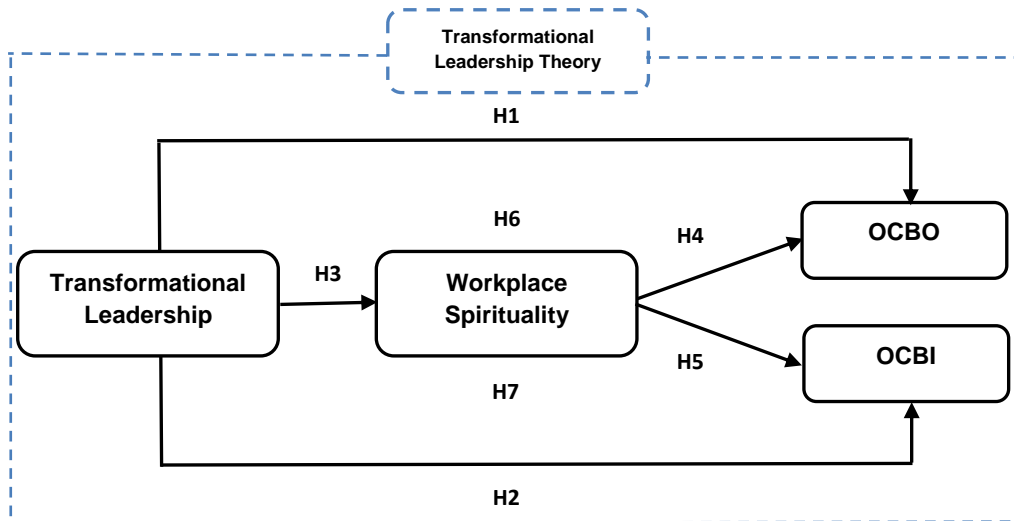 Transformational
Leadership Theory
H1
H6
OCBO
H4
Transformational
Leadership
H3
Workplace
Spirituality
OCBI
H5
H7
H2